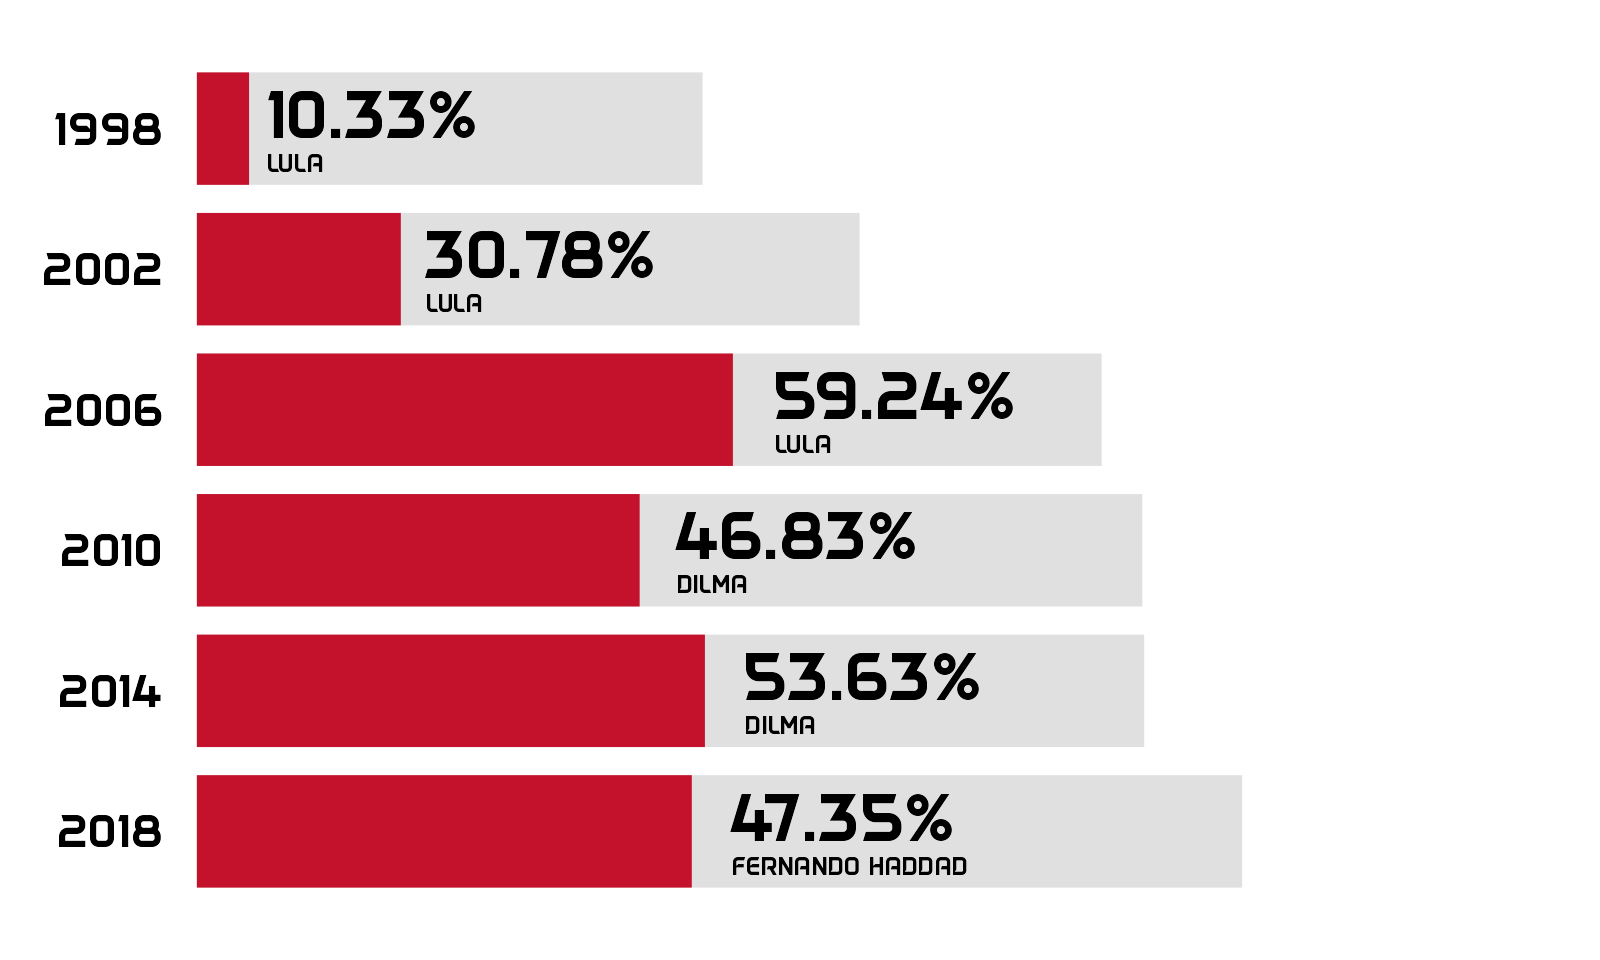 1998
10.33%
LULA
2002
30.78%
LULA
2006
59.24%
LULA
2010
46.83%
DILMA
2014
53.63%
DILMA
2018
47.35%
FERNANDO HADDAD